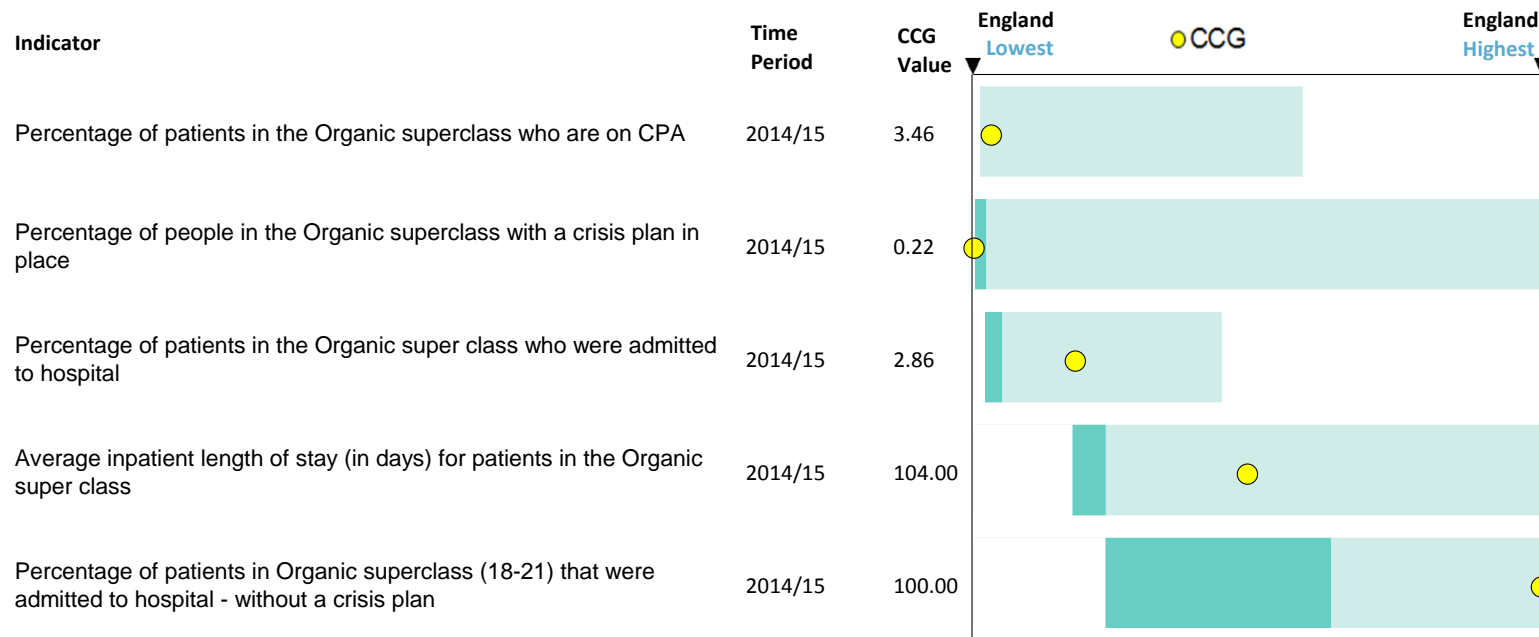 Indicator
Time
Period
CCG
Value
England
Lowest
CCG
England
Highest
Percentage of patients in the Organic superclass who are on CPA 2014/15 3.46
Percentage of people in the Organic superclass with a crisis plan in
place
2014/15 0.22
Percentage of patients in the Organic super class who were admitted
to hospital
2014/15 2.86
Average inpatient length of stay (in days) for patients in the Organic
super class
2014/15 104.00
Percentage of patients in Organic superclass (18-21) that were
admitted to hospital - without a crisis plan
2014/15 100.00